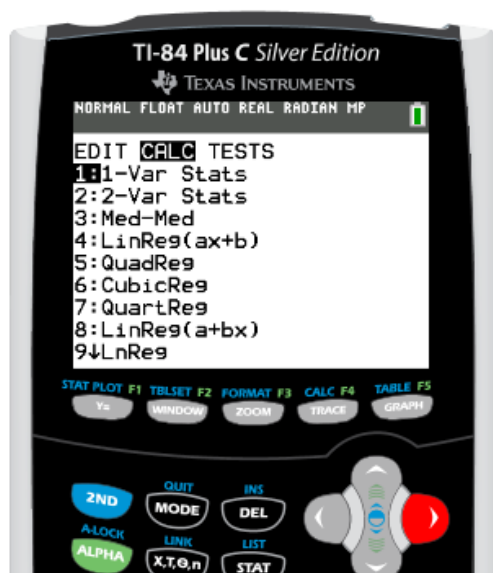 TI-84 Plus C Silver Edition
TEXAS INSTRUMENTS
NORMAL FLOAT AUTO REAL RADIAN MP
EDIT CALC TESTS
1:1-Var Stats
2:2-Var Stats
3:Med-Med
4:LinReg(ax+b)
5:QuadReg
6:CubicReg
7:QuartReg
8:LinReg(a+bx)
9↓LnReg
STAT PLOT F1 TBLSET F2 FORMAT F3 CALC F4 TABLE F5
Y= WINDOW ZOOM TRACE GRAPH
QUIT INS
2ND MODE DEL
A-LOCK LINK LIST
ALPHA X,T,Θ,n STAT